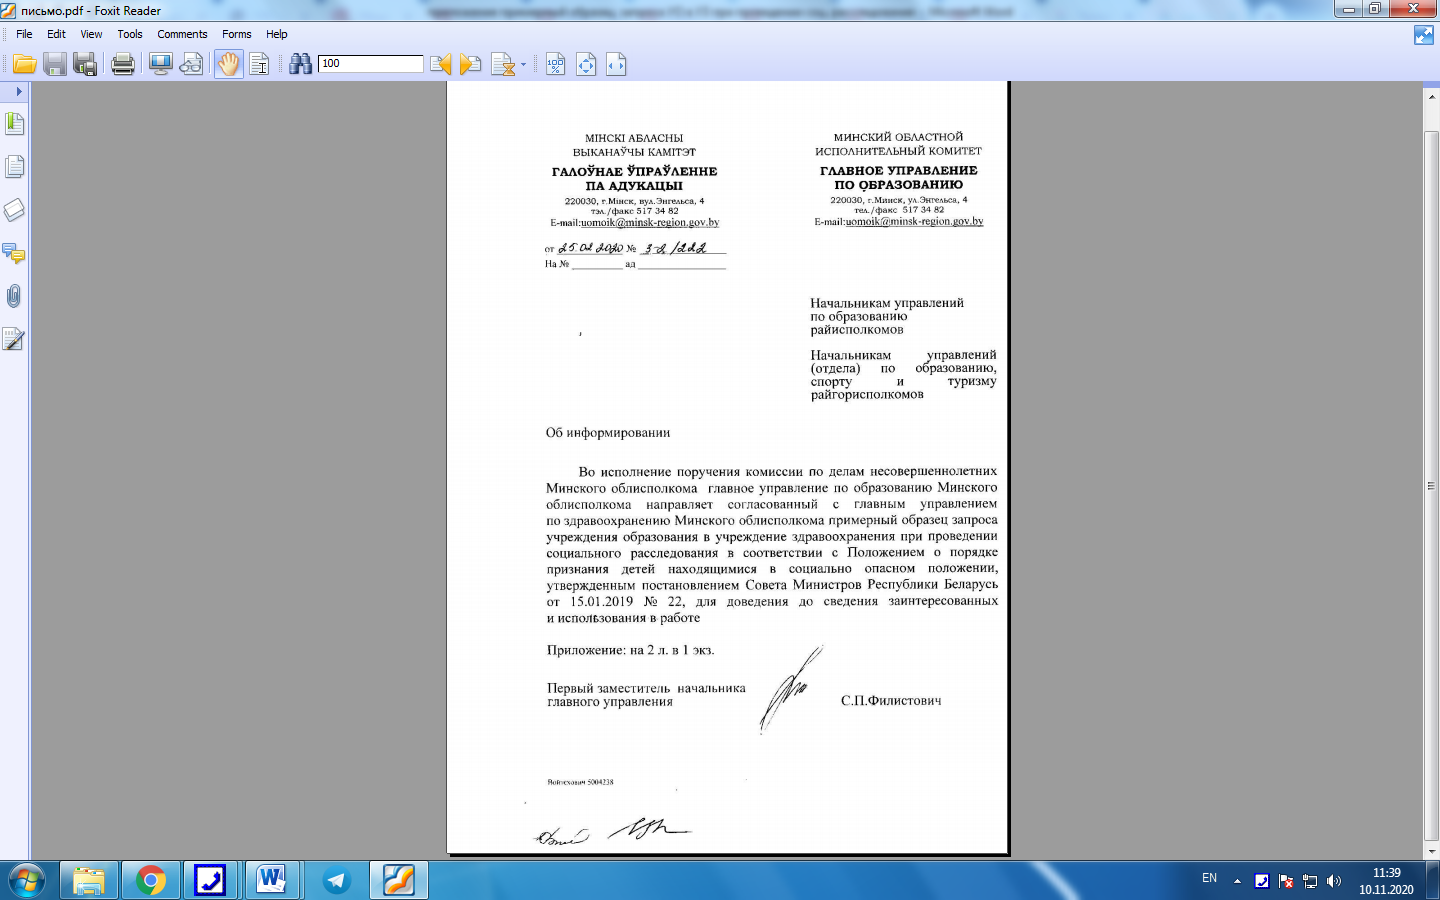 письмо.pdf - Foxit Reader
File Edit View Tools Comments Forms Help
100
МІНСКІ АБЛАСНЫ
ВЫКАНАЎЧЫ КАМІТЭТ
ГАЛОЎНАЕ ЎПРАЎЛЕННЕ
ПА АДУКАЦЫІ
220030, г.Мінск, вул.Энгельса, 4
тэл./факс 517 34 82
E-mail:uomoik@minsk-region.gov.by
от 25.02.2020 № 3-2/222
На № ад
МИНСКИЙ ОБЛАСТНОЙ
ИСПОЛНИТЕЛЬНЫЙ КОМИТЕТ
ГЛАВНОЕ УПРАВЛЕНИЕ
ПО ОБРАЗОВАНИЮ
220030, г.Минск, ул.Энгельса, 4
тел./факс 517 34 82
E-mail:uomoik@minsk-region.gov.by
Начальникам управлений
по образованию
райисполкомов
Начальникам управлений
(отдела) по образованию,
спорту и туризму
райгорисполкомов
Об информировании
Во исполнение поручения комиссии по делам несовершеннолетних
Минского облисполкома главное управление по образованию Минского
облисполкома направляет согласованный с главным управлением
по здравоохранению Минского облисполкома примерный образец запроса
учреждения образования в учреждение здравоохранения при проведении
социального расследования в соответствии с Положением о порядке
признания детей находящимися в социально опасном положении,
утвержденным постановлением Совета Министров Республики Беларусь
от 15.01.2019 № 22, для доведения до сведения заинтересованных
и использования в работе
Приложение: на 2 л. в 1 экз.
Первый заместитель начальника
главного управления
С.П.Филистович
Войтехович 5004238
EN
11:39
10.11.2020